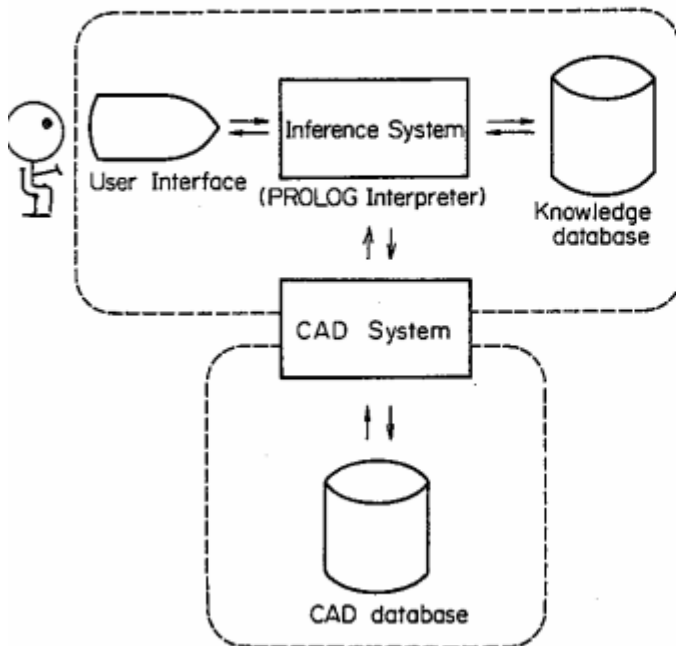 Inference System
User Interface
(PROLOG Interpreter)
Knowledge
database
CAD System
CAD database